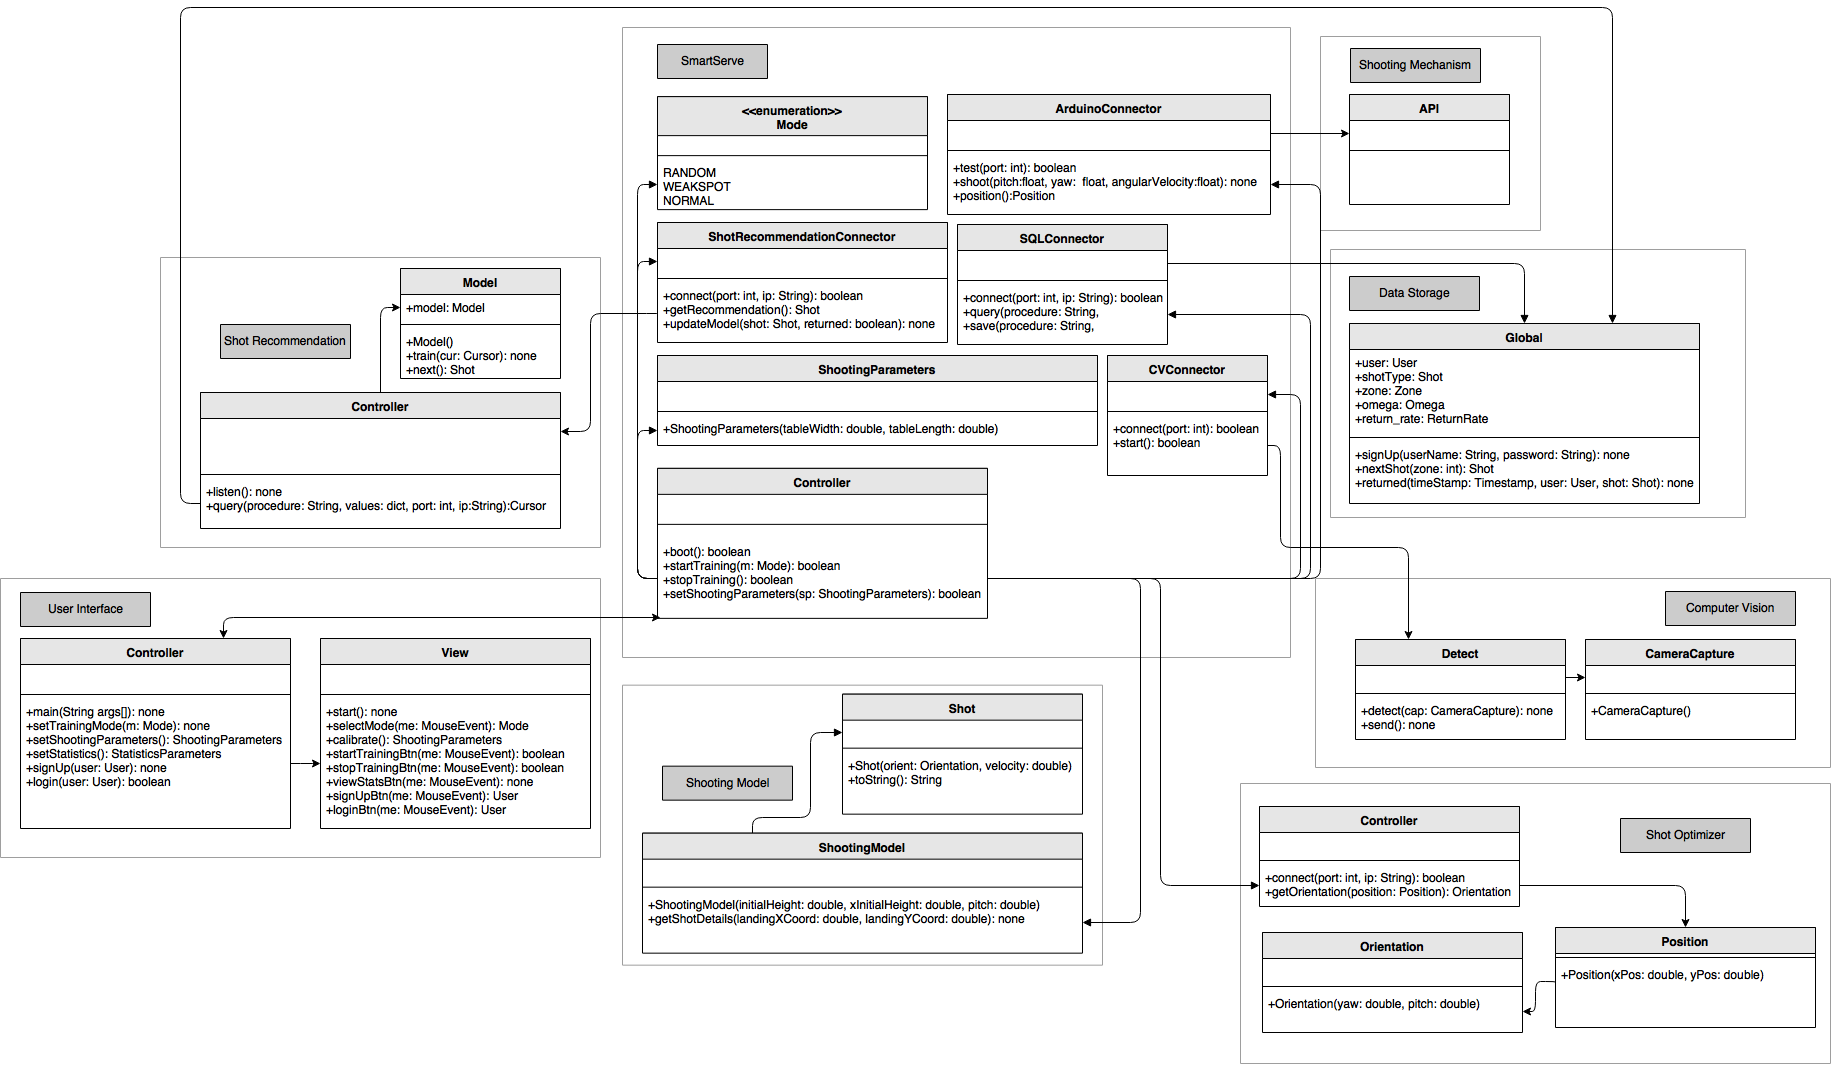 SmartServe
<<enumeration>>
Mode
RANDOM
WEAKSPOT
NORMAL
ArduinoConnector
+test(port: int): boolean
+shoot(pitch:float, yaw: float, angularVelocity:float): none
+position():Position
ShotRecommendationConnector
+connect(port: int, ip: String): boolean
+getRecommendation(): Shot
+updateModel(shot: Shot, returned: boolean): none
SQLConnector
+connect(port: int, ip: String): boolean
+query(procedure: String,
+save(procedure: String,
ShootingParameters
+ShootingParameters(tableWidth: double, tableLength: double)
CVConnector
+connect(port: int): boolean
+start(): boolean
Controller
+boot(): boolean
+startTraining(m: Mode): boolean
+stopTraining(): boolean
+setShootingParameters(sp: ShootingParameters): boolean
Shooting Mechanism
API
Data Storage
Global
+user: User
+shotType: Shot
+zone: Zone
+omega: Omega
+return_rate: ReturnRate
+signUp(userName: String, password: String): none
+nextShot(zone: int): Shot
+returned(timeStamp: Timestamp, user: User, shot: Shot): none
Shot Recommendation
Model
+model: Model
+Model()
+train(cur: Cursor): none
+next(): Shot
Controller
+listen(): none
+query(procedure: String, values: dict, port: int, ip:String):Cursor
User Interface
Controller
+main(String args[]): none
+setTrainingMode(m: Mode): none
+setShootingParameters(): ShootingParameters
+setStatistics(): StatisticsParameters
+signUp(user: User): none
+login(user: User): boolean
View
+start(): none
+selectMode(me: MouseEvent): Mode
+calibrate(): ShootingParameters
+startTrainingBtn(me: MouseEvent): boolean
+stopTrainingBtn(me: MouseEvent): boolean
+viewStatsBtn(me: MouseEvent): none
+signUpBtn(me: MouseEvent): User
+loginBtn(me: MouseEvent): User
Shooting Model
Shot
+Shot(orient: Orientation, velocity: double)
+toString(): String
ShootingModel
+ShootingModel(initialHeight: double, xInitialHeight: double, pitch: double)
+getShotDetails(landingXCoord: double, landingYCoord: double): none
Computer Vision
Detect
+detect(cap: CameraCapture): none
+send(): none
CameraCapture
+CameraCapture()
Shot Optimizer
Controller
+connect(port: int, ip: String): boolean
+getOrientation(position: Position): Orientation
Orientation
+Orientation(yaw: double, pitch: double)
Position
+Position(xPos: double, yPos: double)